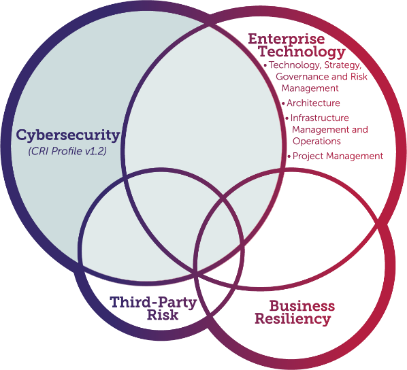 Enterprise
Technology
• Technology, Strategy,
Governance and Risk
Management
• Architecture
• Infrastructure
Management and
Operations
• Project Management
Cybersecurity
(CRI Profile v1.2)
Third-Party
Risk
Business
Resiliency